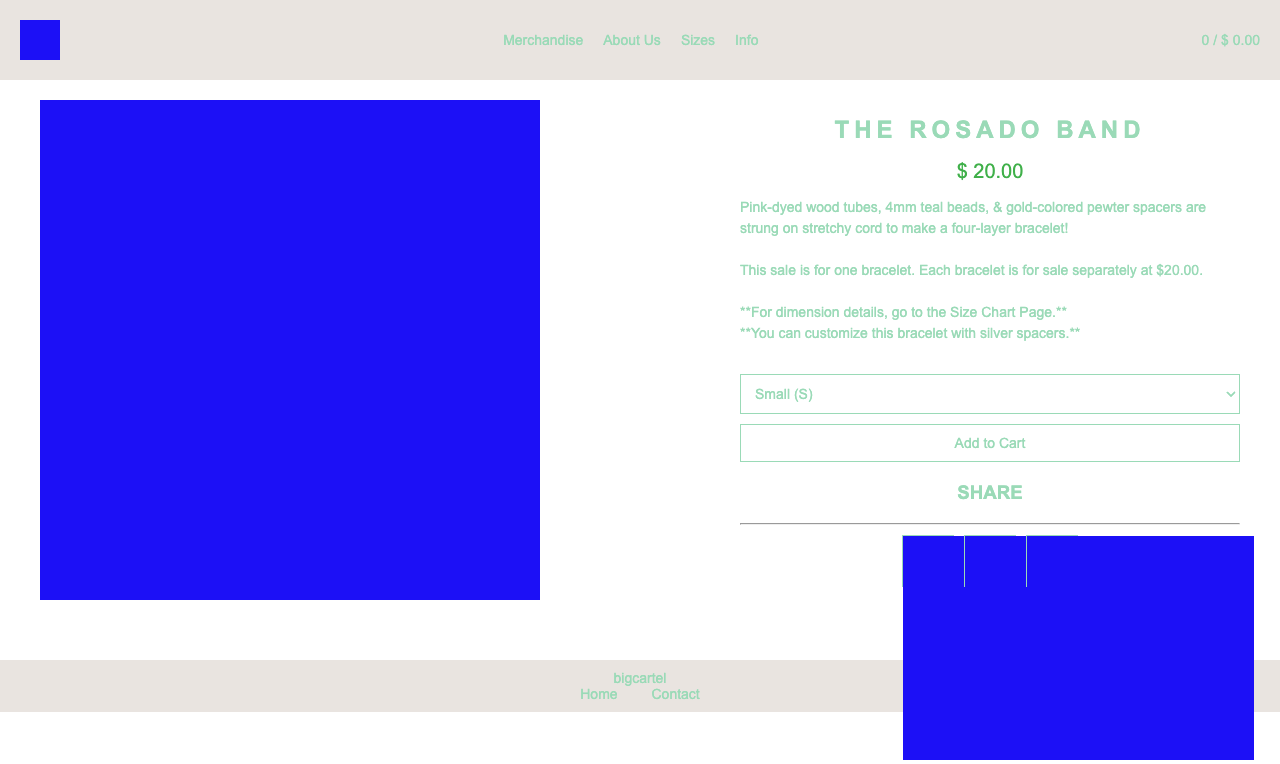 Merchandise About Us Sizes Info
0 / $ 0.00
THE ROSADO BAND
$ 20.00
Pink-dyed wood tubes, 4mm teal beads, & gold-colored pewter spacers are
strung on stretchy cord to make a four-layer bracelet!
This sale is for one bracelet. Each bracelet is for sale separately at $20.00.
**For dimension details, go to the Size Chart Page.**
**You can customize this bracelet with silver spacers.**
Small (S)
Add to Cart
SHARE
bigcartel
Home Contact